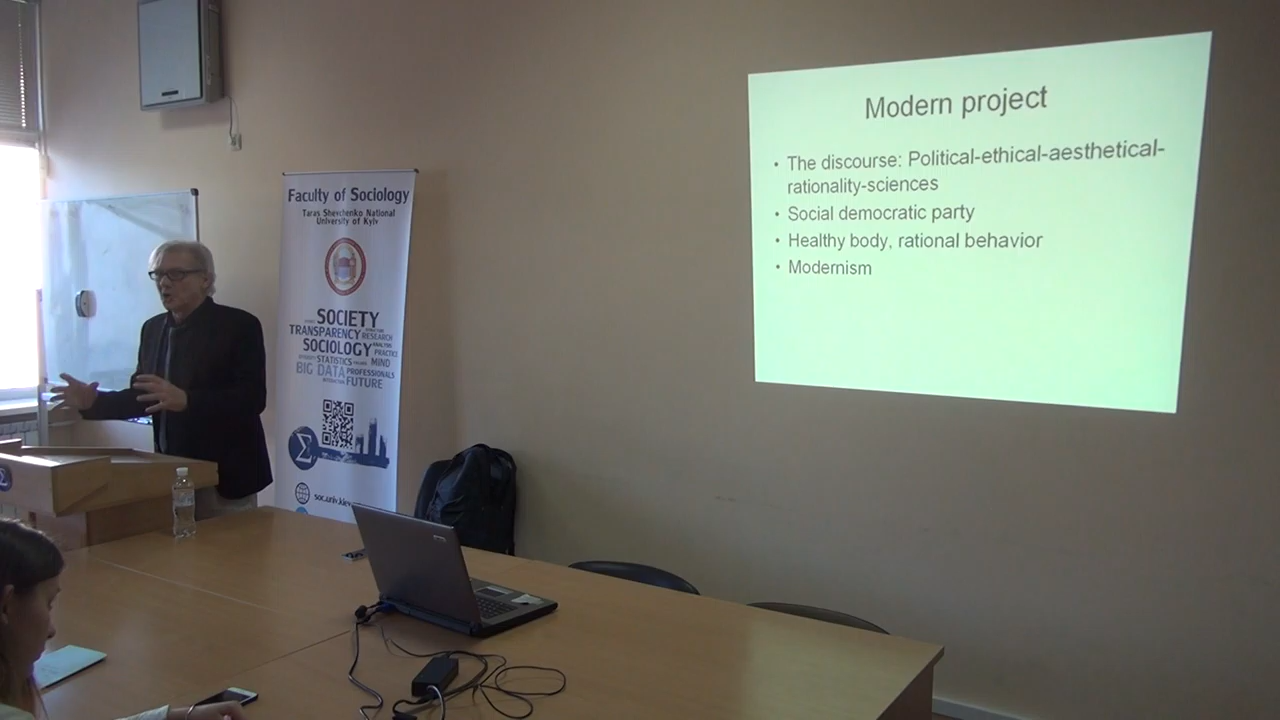 Modern project
• The discourse: Political-ethical-aesthetical-
rationality-sciences
• Social democratic party
• Healthy body, rational behavior
• Modernism
Faculty of Sociology
Taras Shevchenko National
University of Kyiv
SOCIETY
TRANSPARENCY RESEARCH
SOCIOLOGY ANALYSIS PRACTICE
STATISTICS MIND
BIG DATA PROFESSIONALS
FUTURE
Σ
Σ